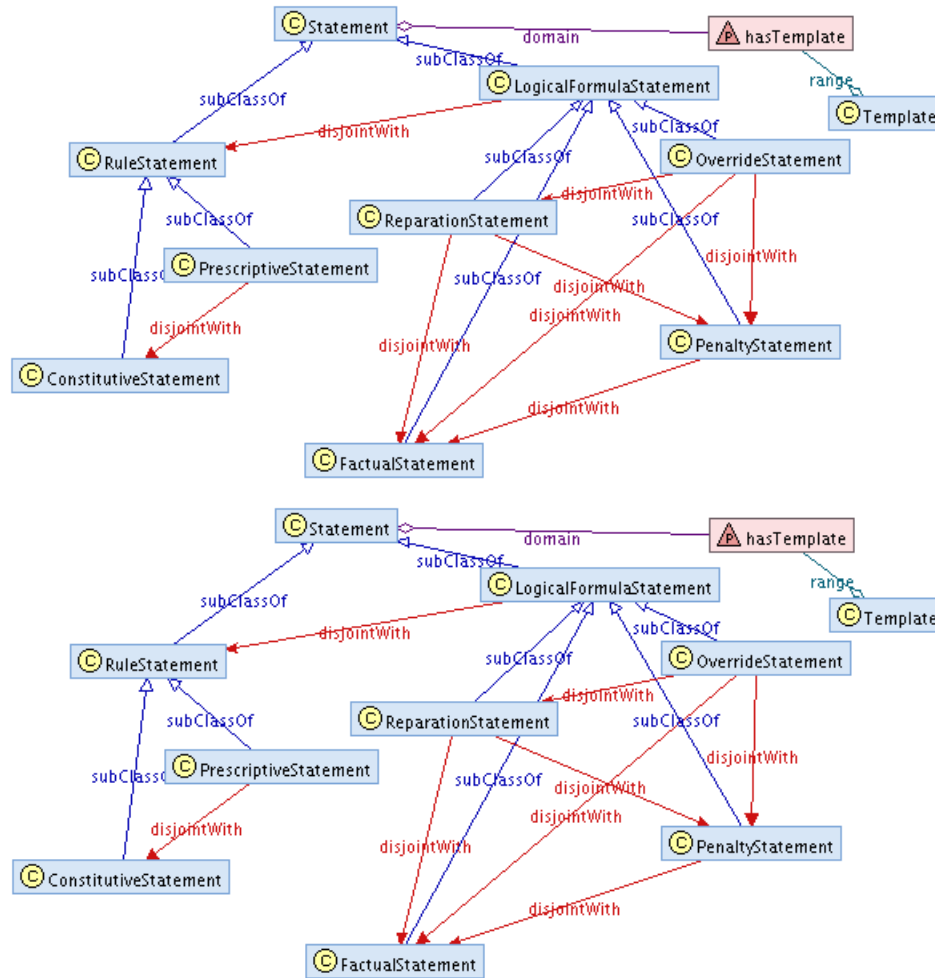 C Statement
P hasTemplate
domain
subClassOf
C LogicalFormulaStatement
range
C Template
subClassOf
disjointWith
C RuleStatement
subClassOf
subClassOf
C OverrideStatement
disjointWith
C ReparationStatement
subClassOf
subClassOf
subClassOf
C PrescriptiveStatement
disjointWith
subClassOf
disjointWith
disjointWith
disjointWith
C PenaltyStatement
C ConstitutiveStatement
disjointWith
disjointWith
C FactualStatement
C Statement
P hasTemplate
domain
subClassOf
C LogicalFormulaStatement
range
C Template
subClassOf
disjointWith
C RuleStatement
subClassOf
subClassOf
C OverrideStatement
disjointWith
C ReparationStatement
subClassOf
subClassOf
subClassOf
C PrescriptiveStatement
disjointWith
subClassOf
disjointWith
disjointWith
disjointWith
C PenaltyStatement
C ConstitutiveStatement
disjointWith
disjointWith
C FactualStatement